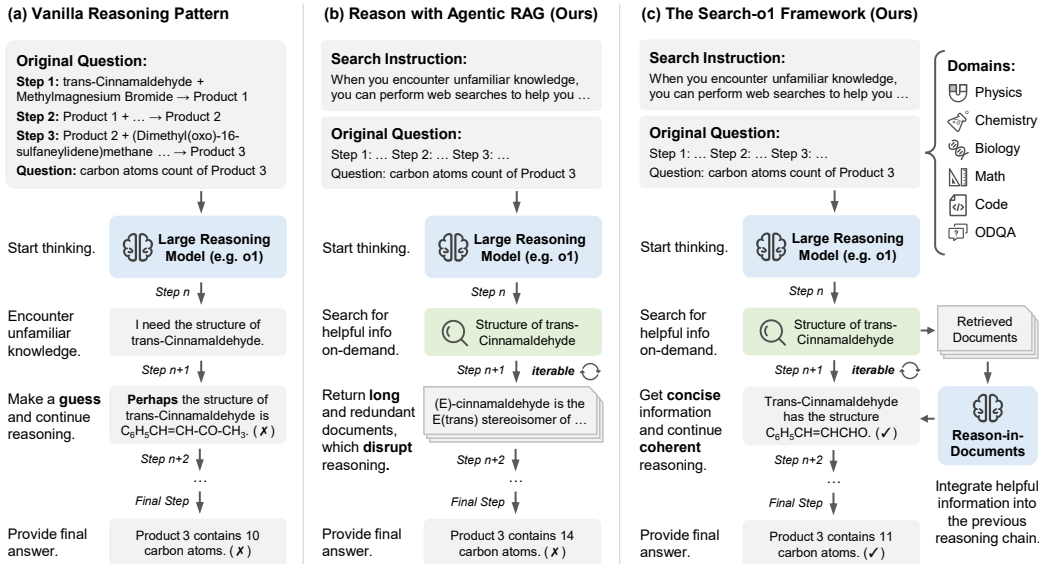 (a) Vanilla Reasoning Pattern
Original Question:
Step 1: trans-Cinnamaldehyde +
Methylmagnesium Bromide → Product 1
Step 2: Product 1 + … → Product 2
Step 3: Product 2 + (Dimethyl(oxo)-16-
sulfaneylidene)methane … → Product 3
Question: carbon atoms count of Product 3
Start thinking.
Large Reasoning
Model (e.g. o1)
Step n
Encounter
unfamiliar
knowledge.
I need the structure of
trans-Cinnamaldehyde.
Step n+1
Make a guess
and continue
reasoning.
Perhaps the structure of
trans-Cinnamaldehyde is
C₆H₅CH=CH-CO-CH₃. (✗)
Step n+2
…
Final Step
Provide final
answer.
Product 3 contains 10
carbon atoms. (✗)
(b) Reason with Agentic RAG (Ours)
Search Instruction:
When you encounter unfamiliar knowledge,
you can perform web searches to help you …
Original Question:
Step 1: … Step 2: … Step 3: …
Question: carbon atoms count of Product 3
Start thinking.
Large Reasoning
Model (e.g. o1)
Step n
Search for
helpful info
on-demand.
Structure of trans-
Cinnamaldehyde
Step n+1 iterable
Return long
and redundant
documents,
which disrupt
reasoning.
(E)-cinnamaldehyde is the
E(trans) stereoisomer of …
Step n+2
…
Final Step
Provide final
answer.
Product 3 contains 14
carbon atoms. (✗)
(c) The Search-o1 Framework (Ours)
Search Instruction:
When you encounter unfamiliar knowledge,
you can perform web searches to help you …
Original Question:
Step 1: … Step 2: … Step 3: …
Question: carbon atoms count of Product 3
Domains:
Physics
Chemistry
Biology
Math
Code
ODQA
Start thinking.
Large Reasoning
Model (e.g. o1)
Step n
Search for
helpful info
on-demand.
Structure of trans-
Cinnamaldehyde
Retrieved
Documents
Step n+1 iterable
Get concise
information
and continue
coherent
reasoning.
Trans-Cinnamaldehyde
has the structure
C₆H₅CH=CHCHO. (✓)
Reason-in-
Documents
Integrate helpful
information into
the previous
reasoning chain.
Step n+2
…
Final Step
Provide final
answer.
Product 3 contains 11
carbon atoms. (✓)